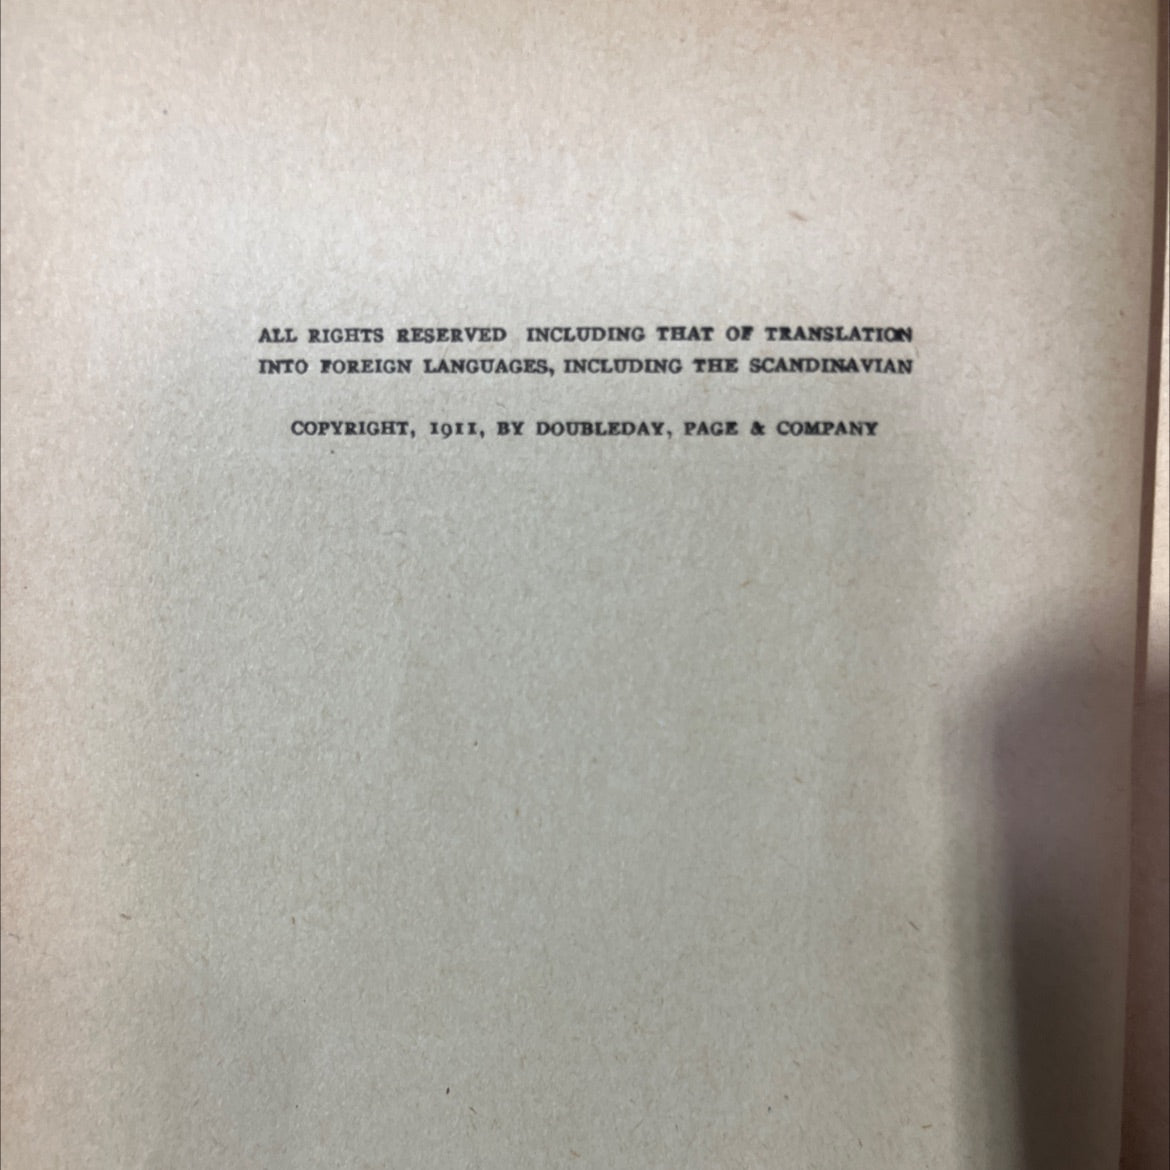 ALL RIGHTS RESERVED INCLUDING THAT OF TRANSLATION
INTO FOREIGN LANGUAGES, INCLUDING THE SCANDINAVIAN
COPYRIGHT, 1911, BY DOUBLEDAY, PAGE & COMPANY